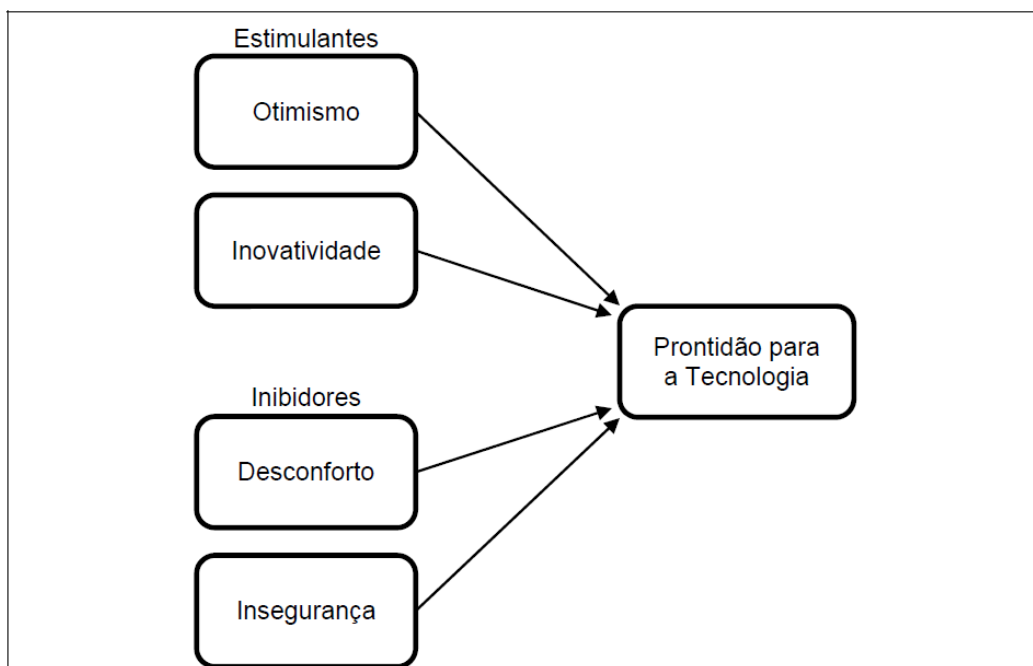 Estimulantes
Otimismo
Inovatividade
Prontidão para
a Tecnologia
Inibidores
Desconforto
Insegurança